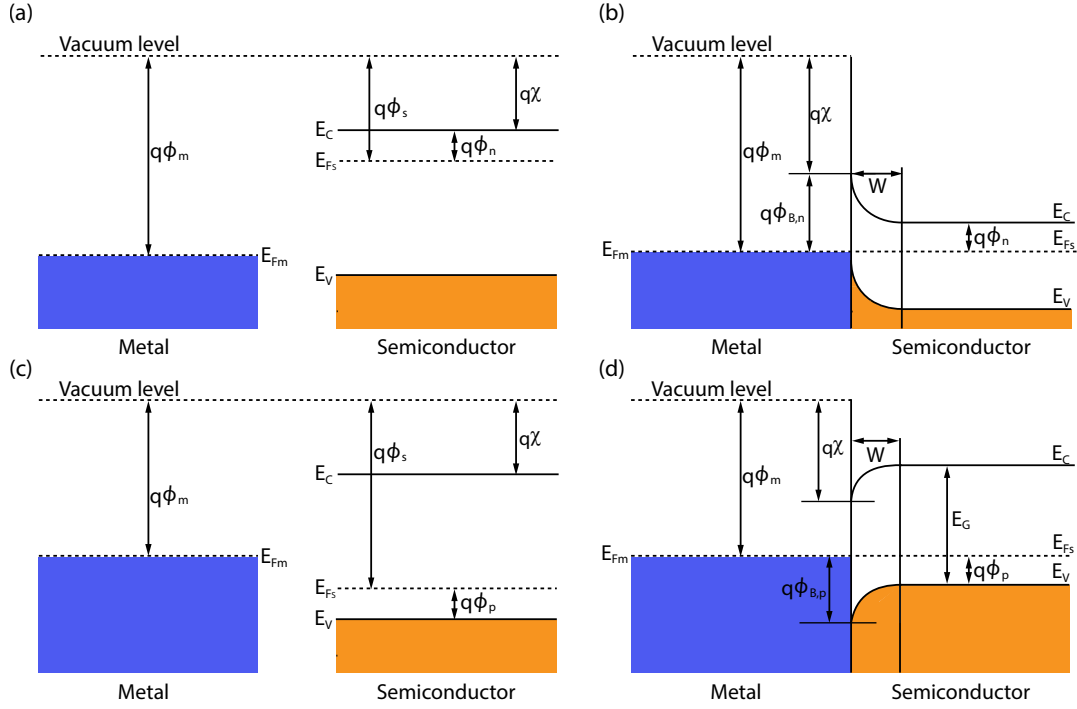 (a)
Vacuum level
qϕm
qϕs
qχ
EC
qϕn
EFs
EFm
EV
Metal
Semiconductor
(b)
qχ
qϕm
W
qϕB,n
EC
qϕn
EFs
EFm
EV
Metal
Semiconductor
(c)
Vacuum level
qϕm
qϕs
qχ
EC
EFm
EFs
qϕp
EV
Metal
Semiconductor
(d)
Vacuum level
qχ
W
EC
qϕm
EG
EFm
EFs
qϕB,p
qϕp
EV
Metal
Semiconductor